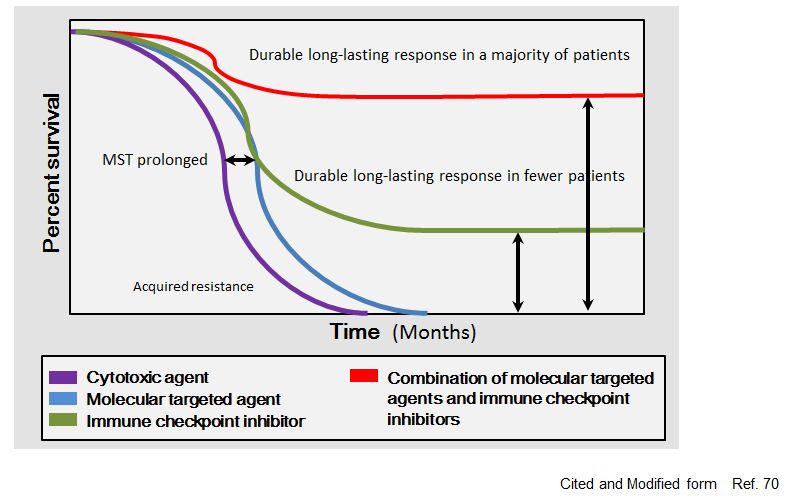 Durable long-lasting response in a majority of patients
MST prolonged
Durable long-lasting response in fewer patients
Percent survival
Acquired resistance
Time (Months)
Cytotoxic agent
Molecular targeted agent
Immune checkpoint inhibitor
Combination of molecular targeted
agents and immune checkpoint
inhibitors
Cited and Modified form Ref. 70